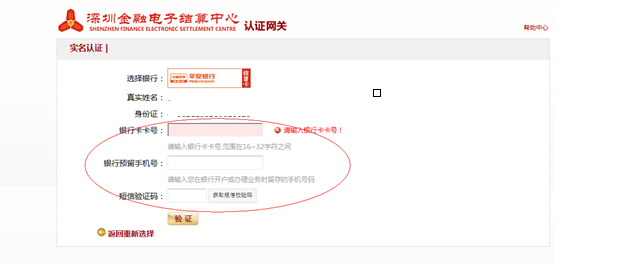 深圳金融电子结算中心 认证网关
SHENZHEN FINANCE ELECTRONIC SETTLEMENT CENTRE
帮助中心
实名认证 |
选择银行： 平安银行
真实姓名：
身份证：
银行卡卡号： 请输入银行卡卡号！
请输入银行卡卡号,范围在16~32字符之间
银行预留手机号：
请输入您在银行开户或办理业务时留存的手机号码
短信验证码： 获取短信校验码
验 证
返回重新选择